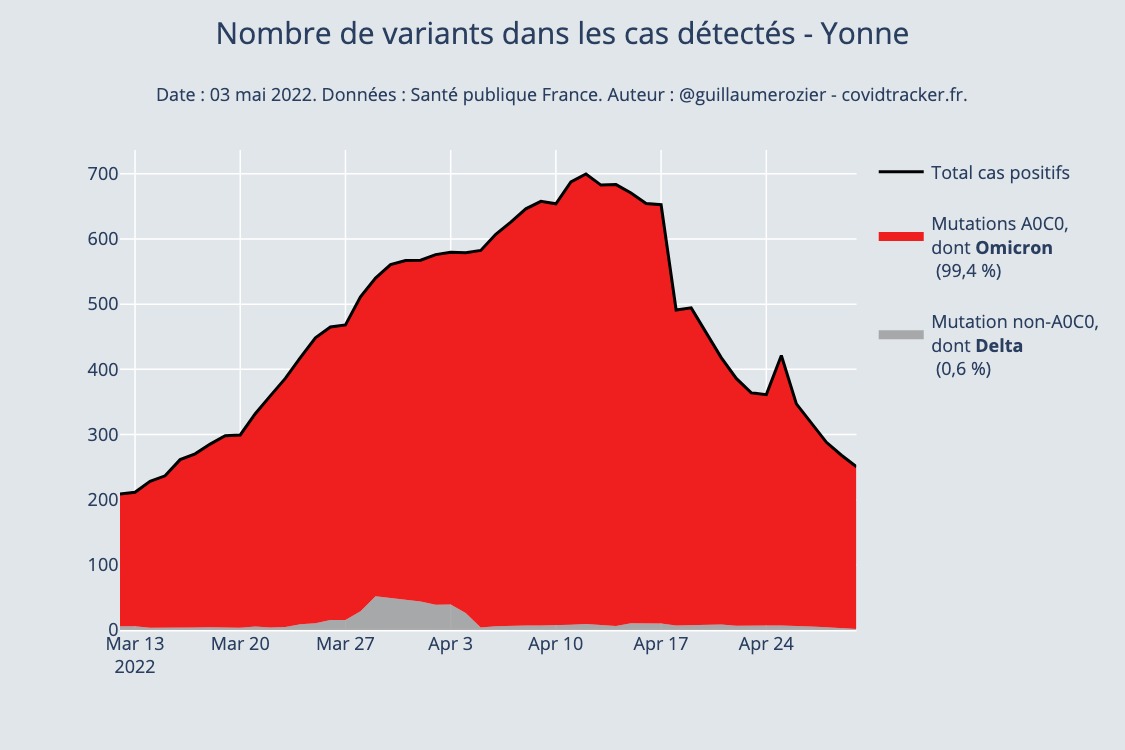 Nombre de variants dans les cas détectés - Yonne
Date : 03 mai 2022. Données : Santé publique France. Auteur : @guillaumerozier - covidtracker.fr.
700
600
500
400
300
200
100
0
Mar 13
2022
Mar 20
Mar 27
Apr 3
Apr 10
Apr 17
Apr 24
Total cas positifs
Mutations A0C0,
dont Omicron
(99,4 %)
Mutation non-A0C0,
dont Delta
(0,6 %)